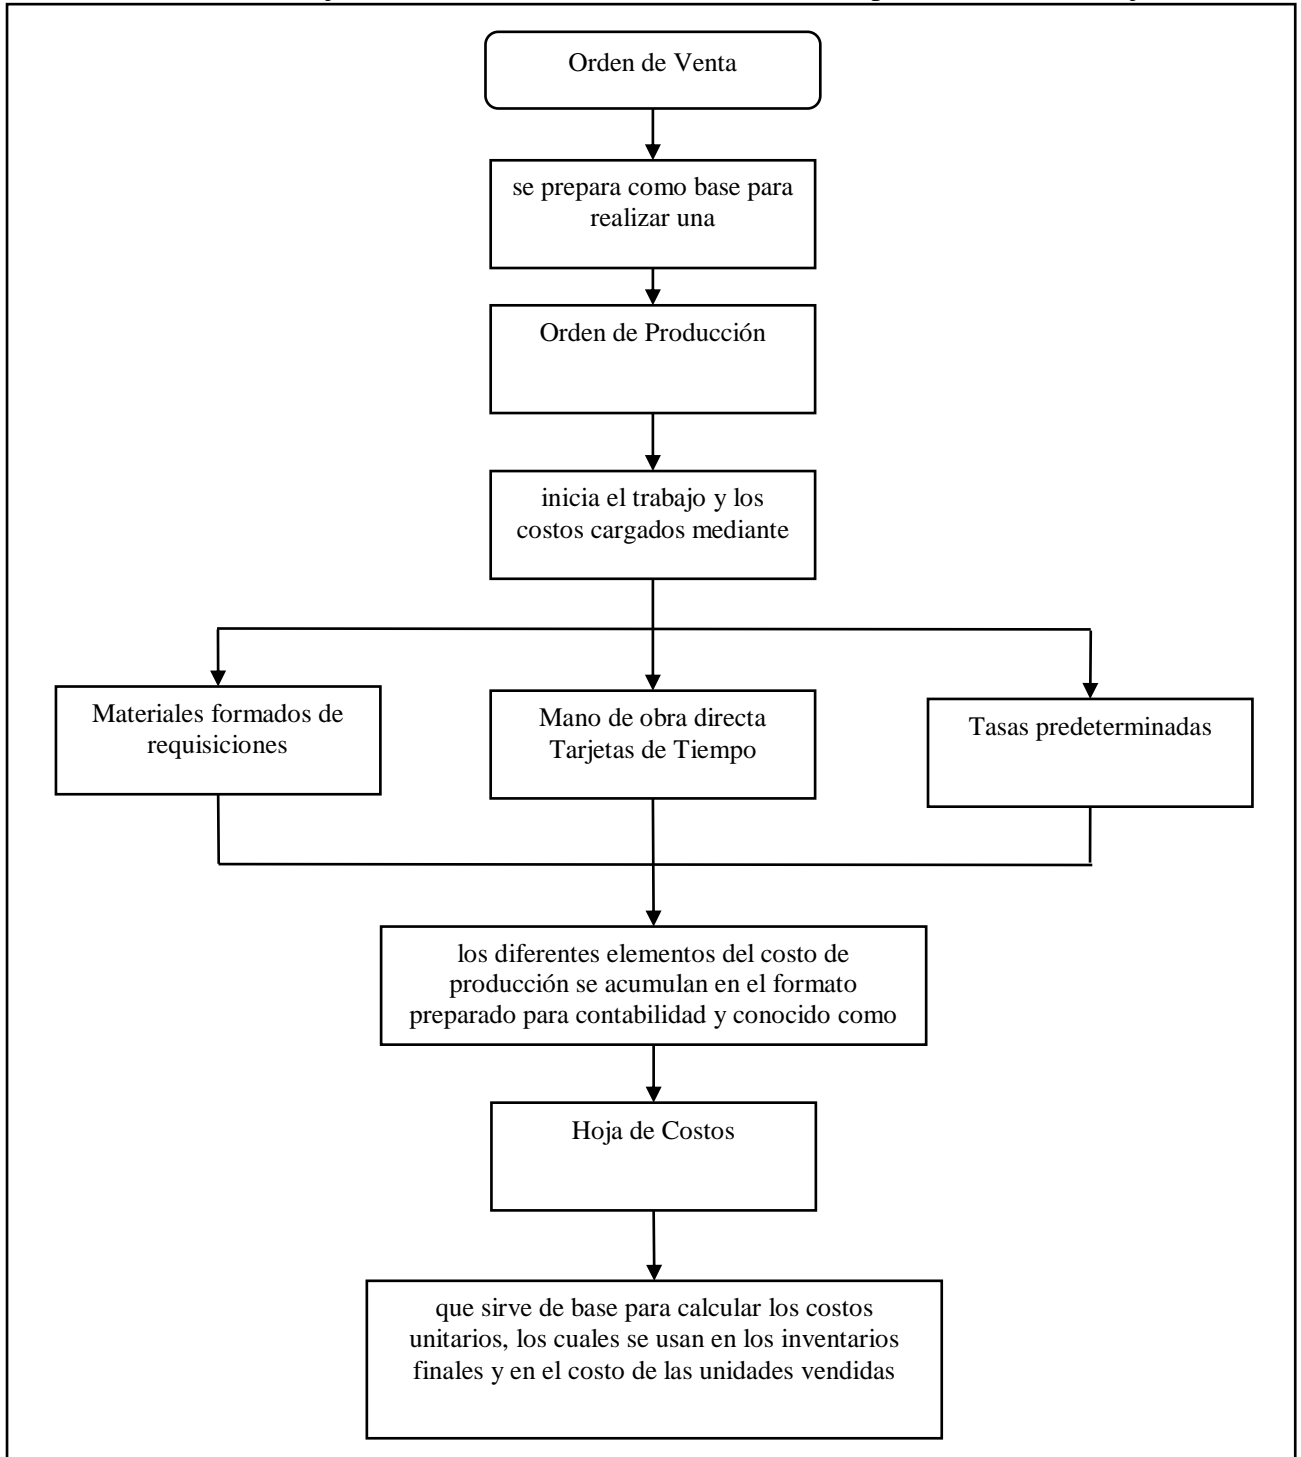 Orden de Venta
se prepara como base para
realizar una
Orden de Producción
inicia el trabajo y los
costos cargados mediante
Materiales formados de
requisiciones
Mano de obra directa
Tarjetas de Tiempo
Tasas predeterminadas
los diferentes elementos del costo de
producción se acumulan en el formato
preparado para contabilidad y conocido como
Hoja de Costos
que sirve de base para calcular los costos
unitarios, los cuales se usan en los inventarios
finales y en el costo de las unidades vendidas